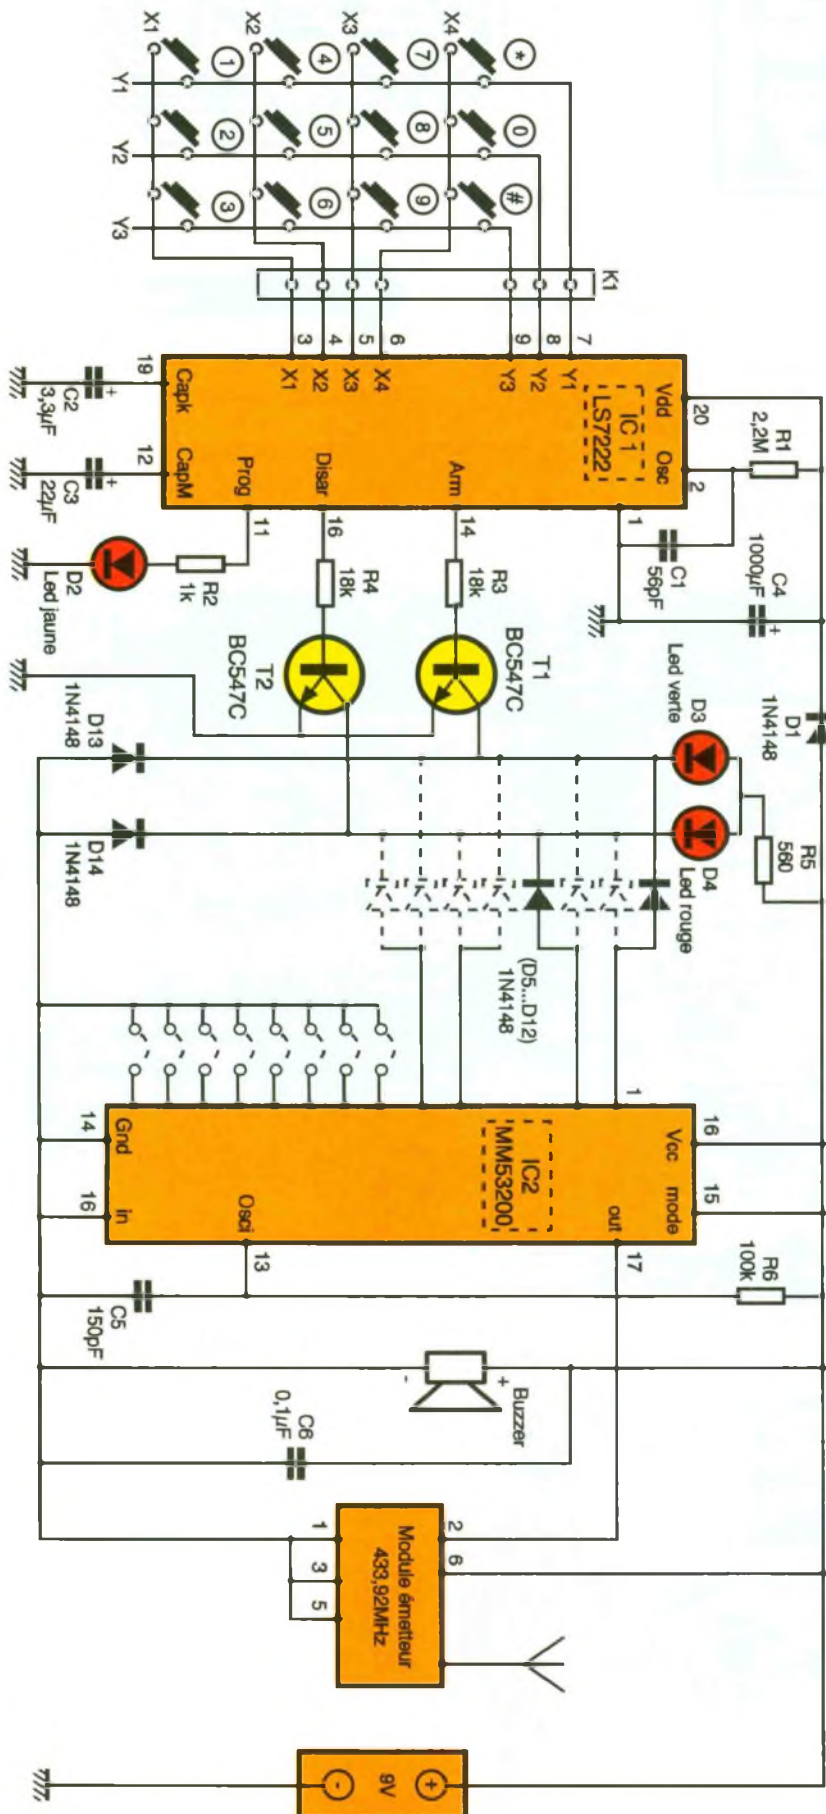 X1
X2
X3
X4
1
4
7
*
2
5
8
0
3
6
9
#
Y1
Y2
Y3
K1
3
4
5
6
9
8
7
X1
X2
X3
X4
Y3
Y2
Y1
IC 1
LS7222
Vdd
Osc
20
2
1
R1
2,2M
C1
56pF
C4
1000µF
+
19
Capk
12
CapM
C2
3,3µF
+
C3
22µF
+
Prog
11
Disar
16
Arm
14
R2
1k
D2
Led jaune
R4
18k
R3
18k
T2
BC547C
T1
BC547C
D1
1N4148
D3
Led verte
D4
Led rouge
R5
560
D13
1N4148
D14
1N4148
(D5...D12)
1N4148
1
16
15
Vcc
mode
IC2
MM53200
14
Gnd
16
in
Osci
13
out
17
R6
100k
C5
150pF
Buzzer
+
-
C6
0,1µF
Module émetteur
433,92MHz
1
3
5
2
6
9V
+
-